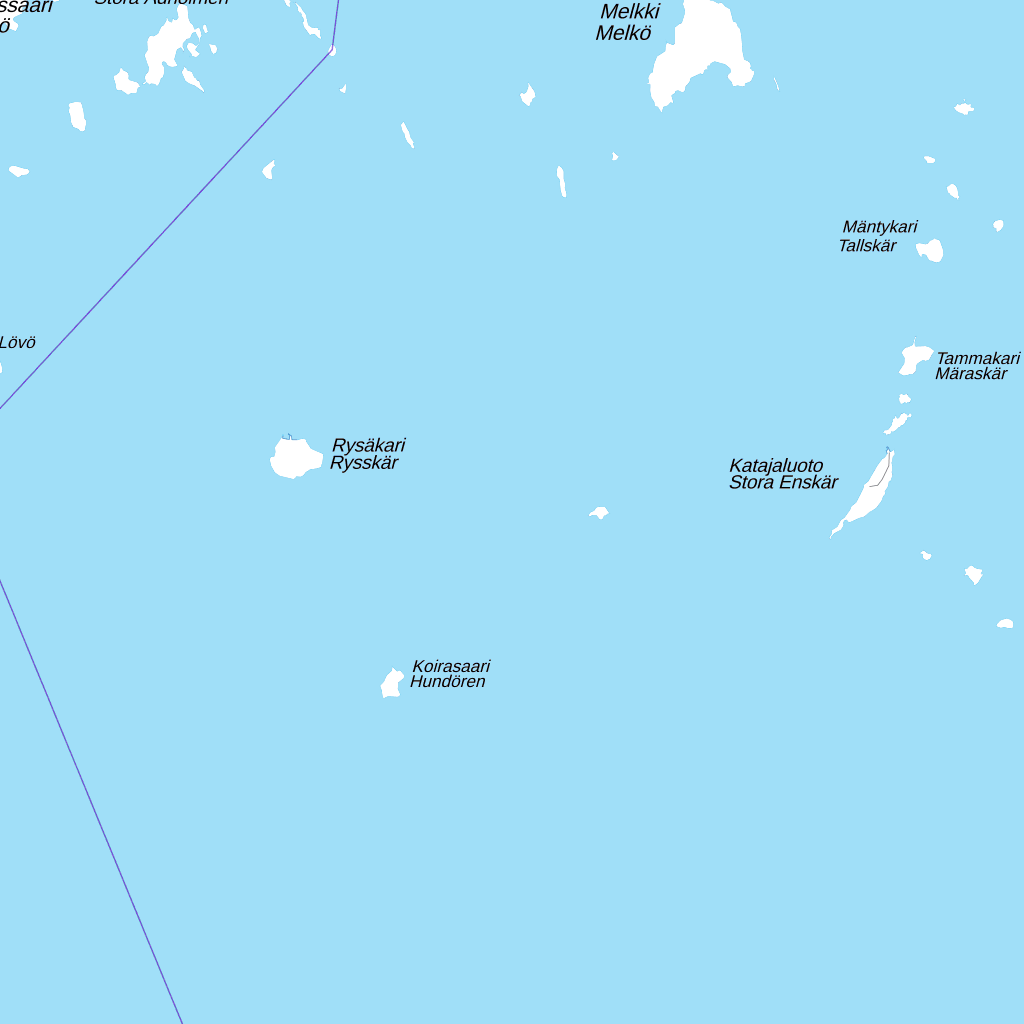 Melkki
Melkö
Mäntykari
Tallskär
Lövö
Tammakari
Märaskär
Rysäkari
Rysskär
Katajaluoto
Stora Enskär
Koirasaari
Hundören